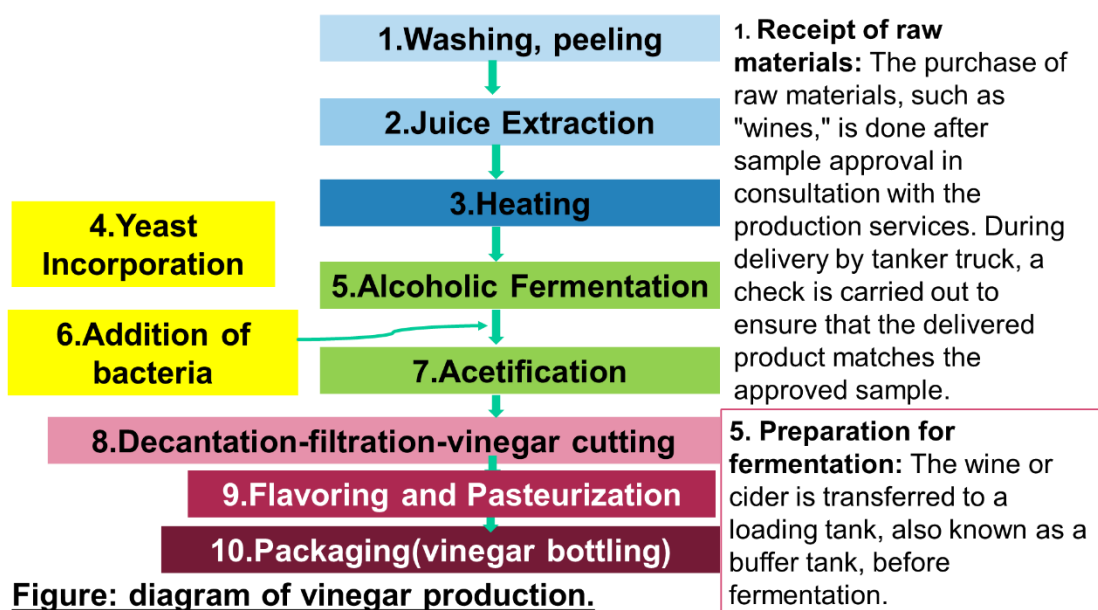 1.Washing, peeling
2.Juice Extraction
3.Heating
4.Yeast
Incorporation
5.Alcoholic Fermentation
6.Addition of
bacteria
7.Acetification
8.Decantation-filtration-vinegar cutting
9.Flavoring and Pasteurization
10.Packaging(vinegar bottling)
Figure: diagram of vinegar production.
1. Receipt of raw
materials: The purchase of
raw materials, such as
"wines," is done after
sample approval in
consultation with the
production services. During
delivery by tanker truck, a
check is carried out to
ensure that the delivered
product matches the
approved sample.
5. Preparation for
fermentation: The wine or
cider is transferred to a
loading tank, also known as a
buffer tank, before
fermentation.